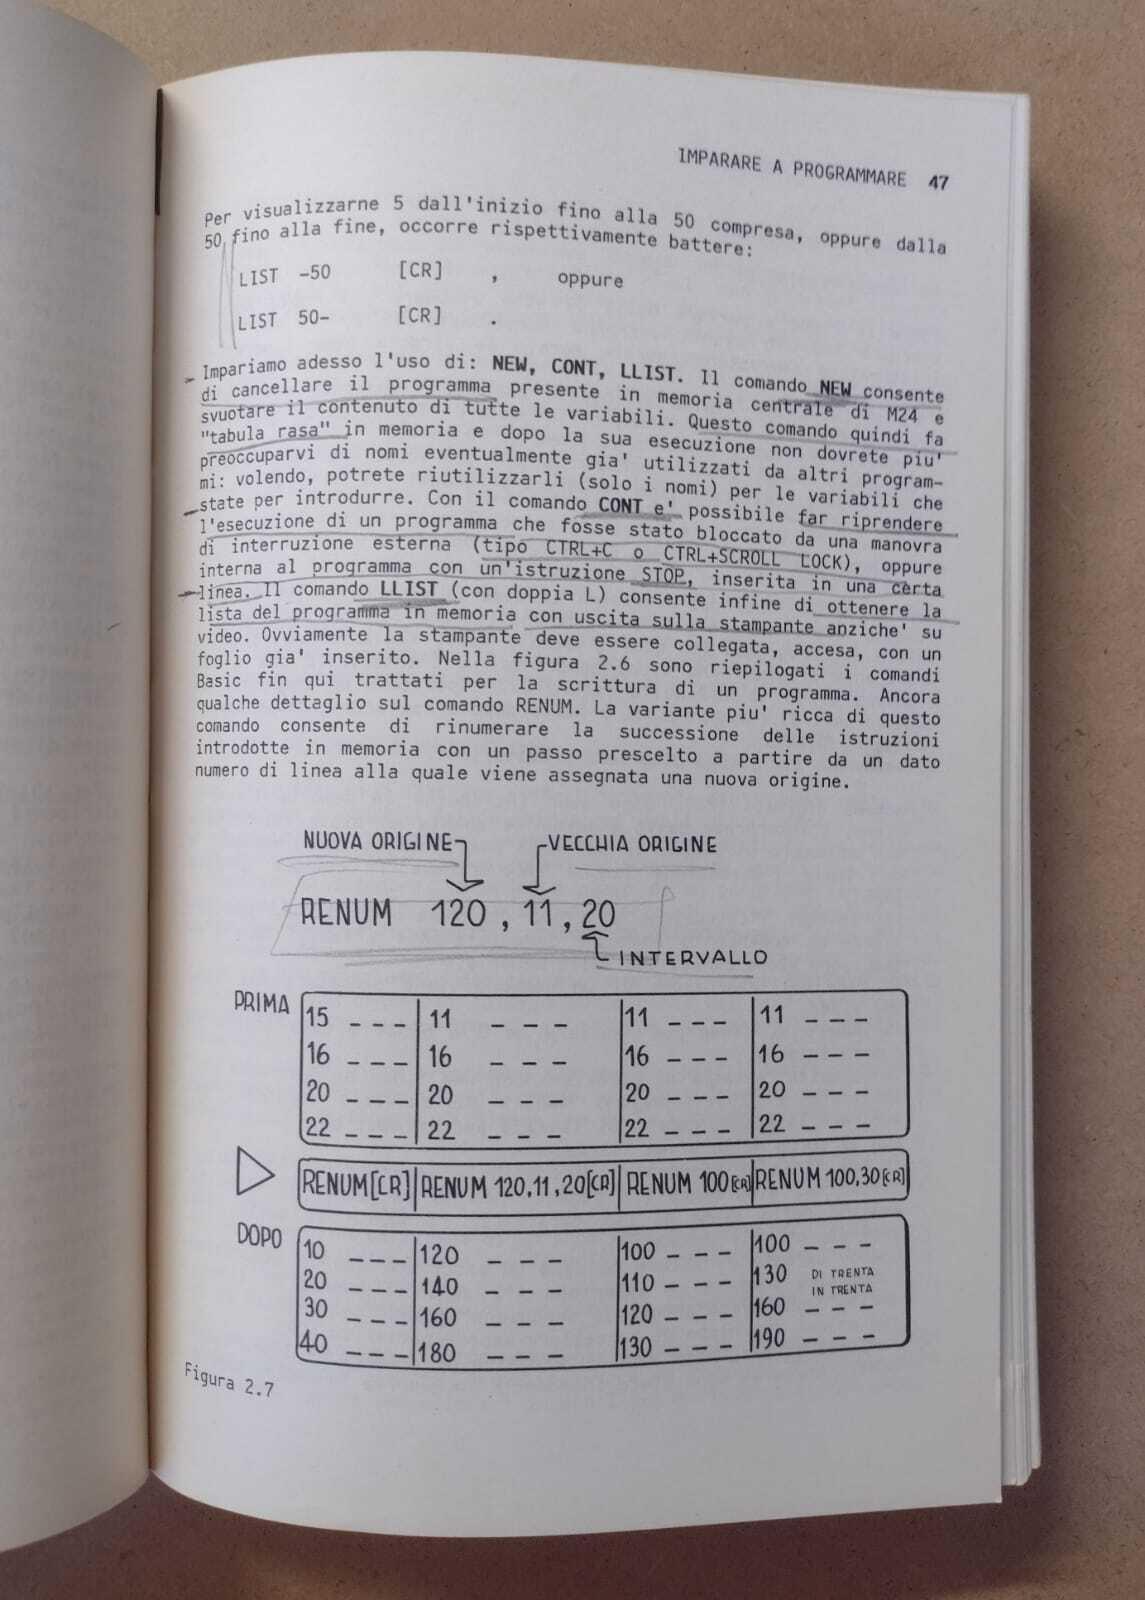 IMPARARE A PROGRAMMARE 47
Per visualizzarne 5 dall'inizio fino alla 50 compresa, oppure dalla
50 fino alla fine, occorre rispettivamente battere:
LIST -50 [CR] , oppure
LIST 50- [CR] .
Impariamo adesso l'uso di: NEW, CONT, LLIST. Il comando NEW consente
di cancellare il programma presente in memoria centrale di M24 e
svuotare il contenuto di tutte le variabili. Questo comando quindi fa
"tabula rasa" in memoria e dopo la sua esecuzione non dovrete piu'
preoccuparvi di nomi eventualmente gia' utilizzati da altri program-
mi: volendo, potrete riutilizzarli (solo i nomi) per le variabili che
state per introdurre. Con il comando CONT e' possibile far riprendere
l'esecuzione di un programma che fosse stato bloccato da una manovra
di interruzione esterna (tipo CTRL+C o CTRL+SCROLL LOCK), oppure
interna al programma con un'istruzione STOP, inserita in una certa
linea. Il comando LLIST (con doppia L) consente infine di ottenere la
lista del programma in memoria con uscita sulla stampante anziche' su
video. Ovviamente la stampante deve essere collegata, accesa, con un
foglio gia' inserito. Nella figura 2.6 sono riepilogati i comandi
Basic fin qui trattati per la scrittura di un programma. Ancora
qualche dettaglio sul comando RENUM. La variante piu' ricca di questo
comando consente di rinumerare la successione delle istruzioni
introdotte in memoria con un passo prescelto a partire da un dato
numero di linea alla quale viene assegnata una nuova origine.
NUOVA ORIGINE VECCHIA ORIGINE
RENUM 120 , 11 , 20
INTERVALLO
PRIMA 15 _ _ _ 11 _ _ _ 11 _ _ _ 11 _ _ _
16 _ _ _ 16 _ _ _ 16 _ _ _ 16 _ _ _
20 _ _ _ 20 _ _ _ 20 _ _ _ 20 _ _ _
22 _ _ _ 22 _ _ _ 22 _ _ _ 22 _ _ _
RENUM[CR] RENUM 120,11,20[CR] RENUM 100[CR] RENUM 100,30[CR]
DOPO 10 _ _ _ 120 _ _ _ 100 _ _ _ 100 _ _ _
20 _ _ _ 140 _ _ _ 110 _ _ _ 130 DI TRENTA
IN TRENTA
30 _ _ _ 160 _ _ _ 120 _ _ _ 160 _ _ _
40 _ _ _ 180 _ _ _ 130 _ _ _ 190 _ _ _
Figura 2.7